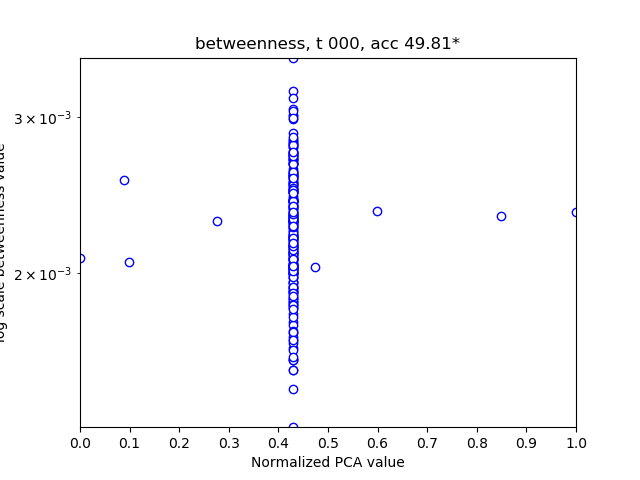 betweenness, t 000, acc 49.81*
3 × 10⁻³
2 × 10⁻³
log scale betweenness value
0.0 0.1 0.2 0.3 0.4 0.5 0.6 0.7 0.8 0.9 1.0
Normalized PCA value